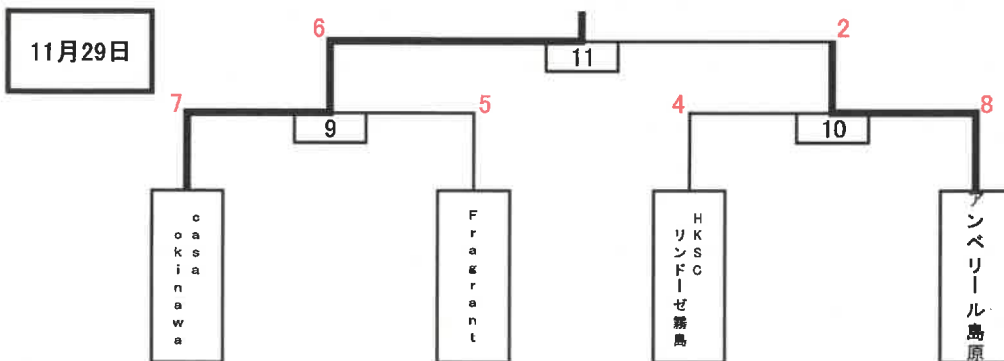 11月29日
6
2
11
7
5
4
8
9
10
casa
okinawa
Fragrant
HKSC
リンドーゼ霧島
アンベリール島原